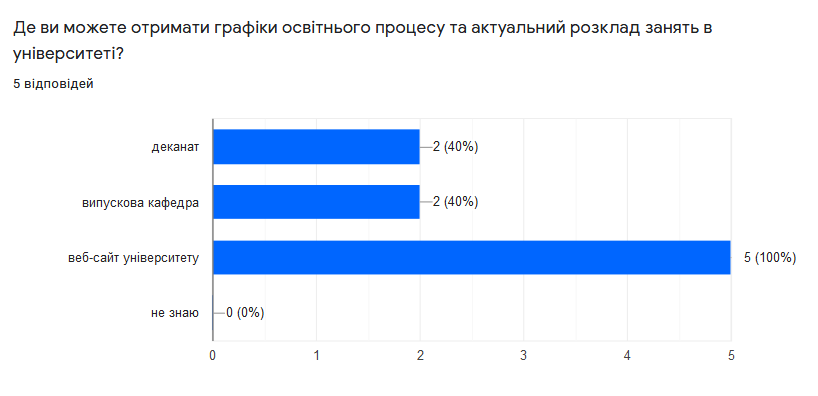 Де ви можете отримати графіки освітнього процесу та актуальний розклад занять в
університеті?
5 відповідей
деканат
2 (40%)
випускова кафедра
2 (40%)
веб-сайт університету
5 (100%)
не знаю
0 (0%)
0
1
2
3
4
5